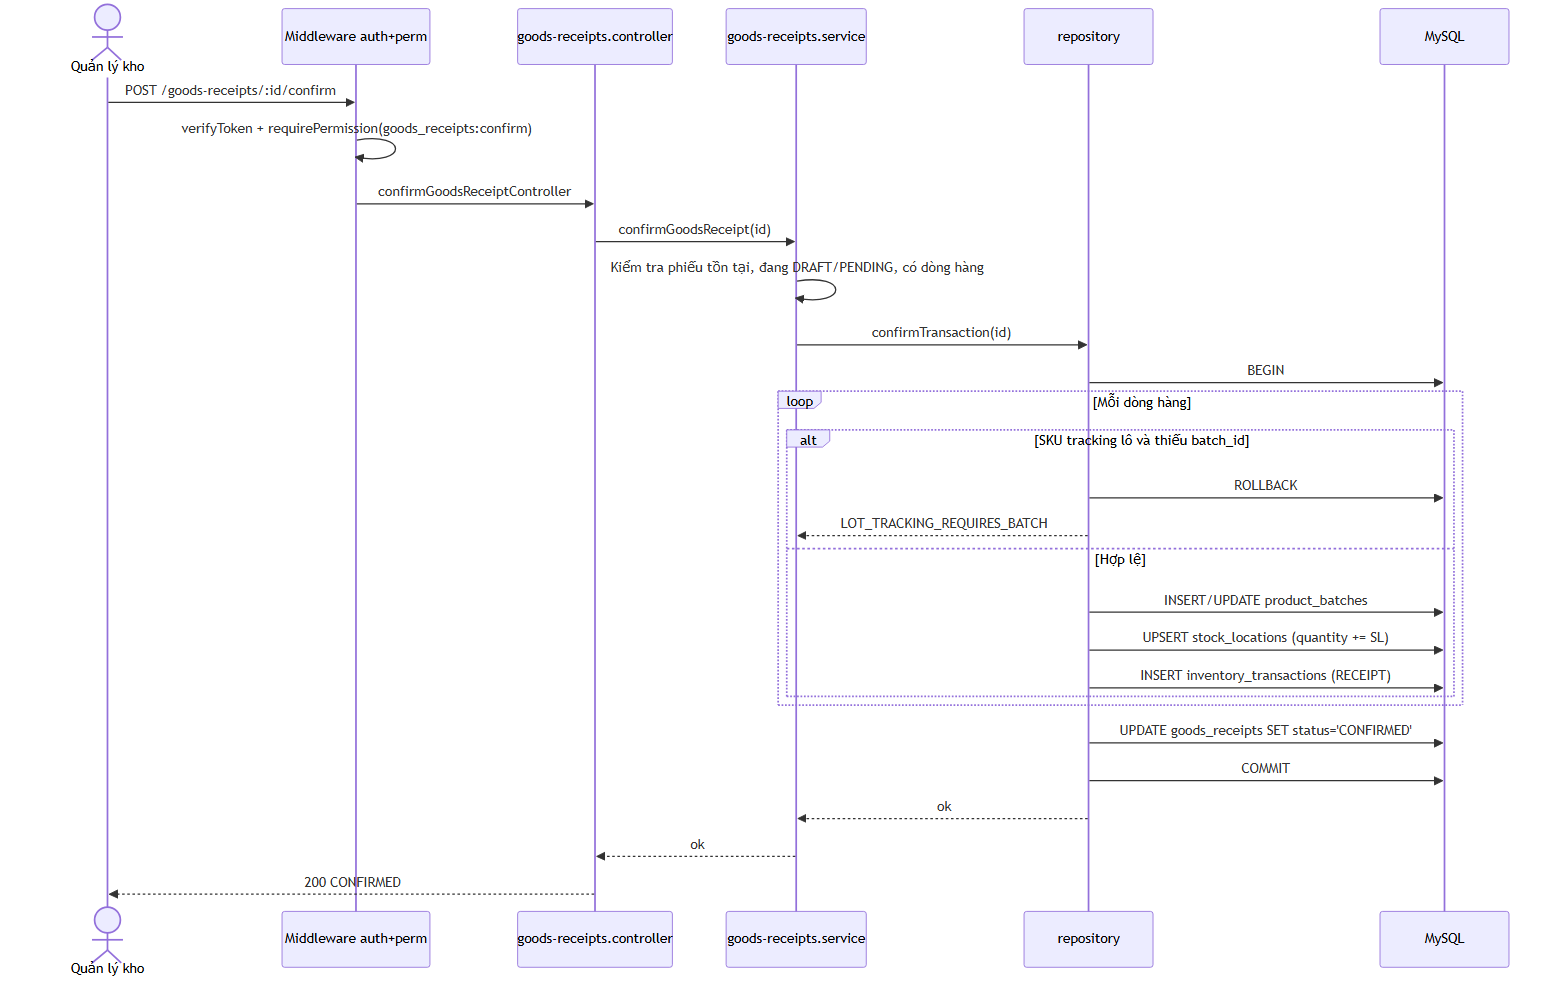 Quản lý kho
Middleware auth+perm
goods-receipts.controller
goods-receipts.service
repository
MySQL
POST /goods-receipts/:id/confirm
verifyToken + requirePermission(goods_receipts:confirm)
confirmGoodsReceiptController
confirmGoodsReceipt(id)
Kiểm tra phiếu tồn tại, đang DRAFT/PENDING, có dòng hàng
confirmTransaction(id)
BEGIN
loop
[Mỗi dòng hàng]
alt
[SKU tracking lô và thiếu batch_id]
ROLLBACK
LOT_TRACKING_REQUIRES_BATCH
[Hợp lệ]
INSERT/UPDATE product_batches
UPSERT stock_locations (quantity += SL)
INSERT inventory_transactions (RECEIPT)
UPDATE goods_receipts SET status='CONFIRMED'
COMMIT
ok
ok
200 CONFIRMED
Quản lý kho
Middleware auth+perm
goods-receipts.controller
goods-receipts.service
repository
MySQL